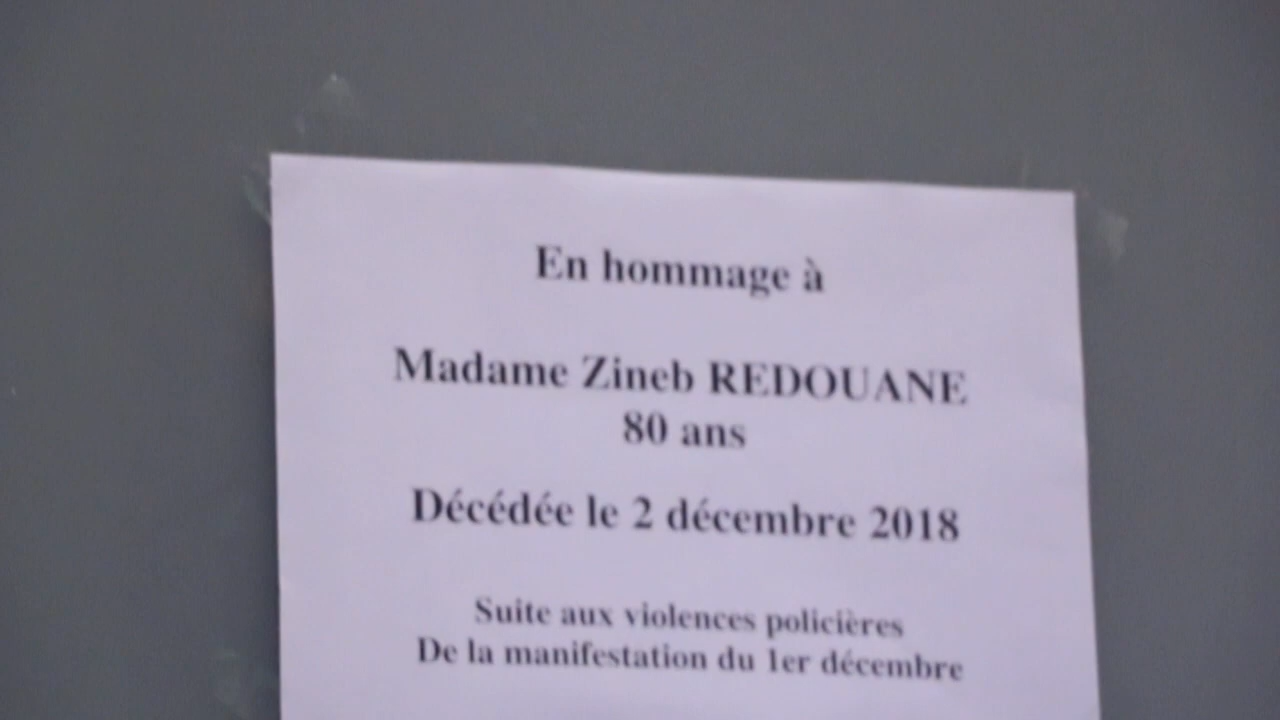 En hommage à
Madame Zineb REDOUANE
80 ans
Décédée le 2 décembre 2018
Suite aux violences policières
De la manifestation du 1er décembre